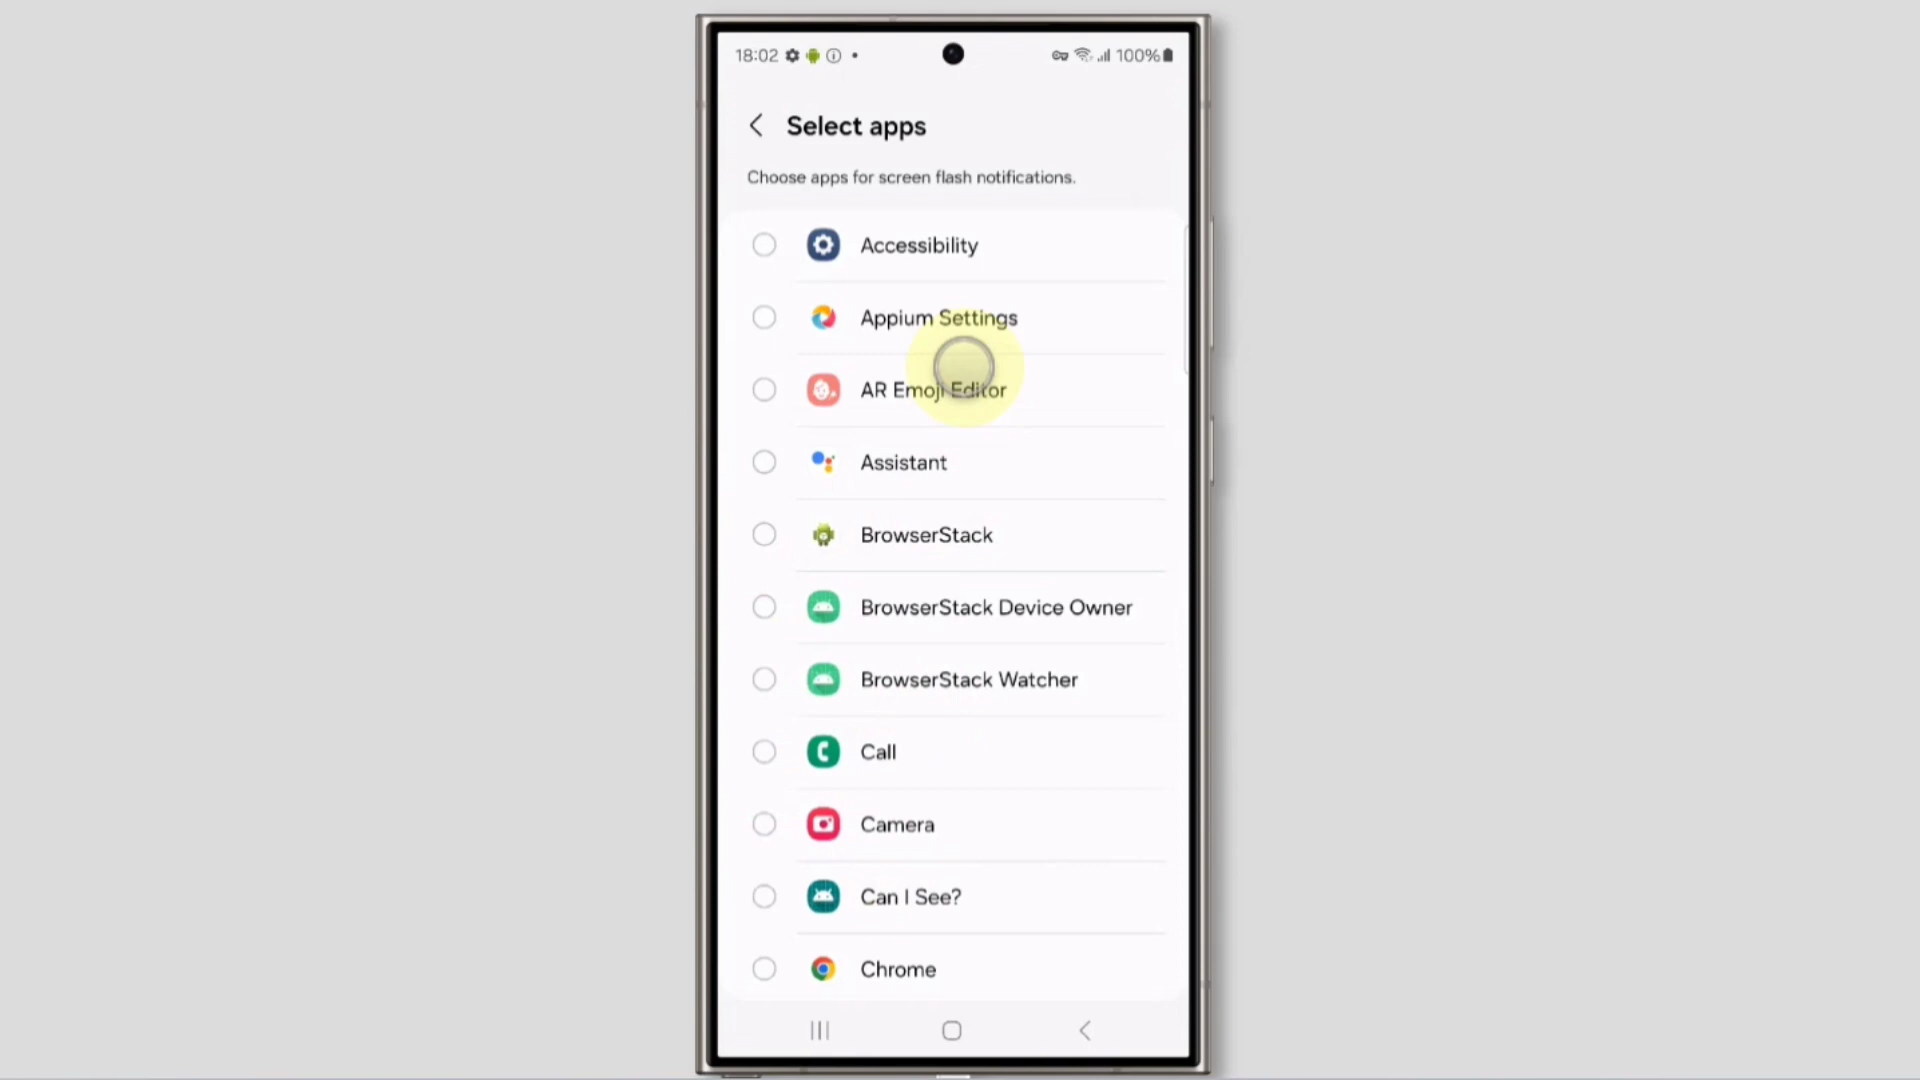 18:02 100%
Select apps
Choose apps for screen flash notifications.
Accessibility
Appium Settings
AR Emoji Editor
Assistant
BrowserStack
BrowserStack Device Owner
BrowserStack Watcher
Call
Camera
Can I See?
Chrome